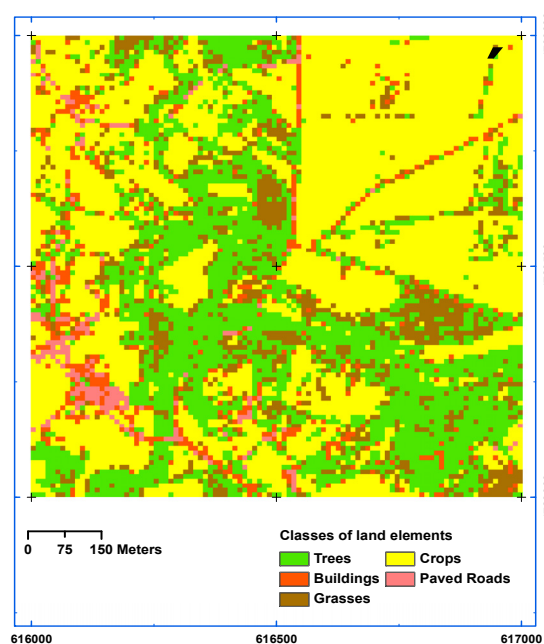 0 75 150 Meters
Classes of land elements
Trees Crops
Buildings Paved Roads
Grasses
616000 616500 617000